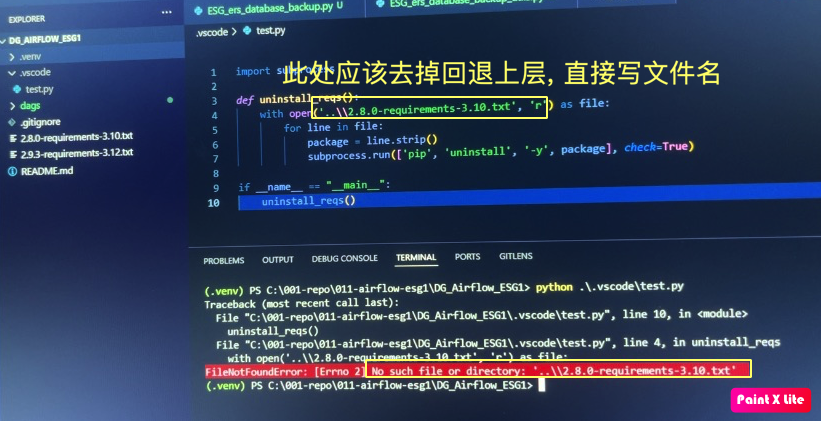 EXPLORER
...
DG_AIRFLOW_ESG1
.venv
.vscode
test.py
dags
.gitignore
2.8.0-requirements-3.10.txt
2.9.3-requirements-3.12.txt
README.md
ESG_ers_database_backup.py U
ESG_ers_database_backup.py
.vscode > test.py
此处应该去掉回退上层, 直接写文件名
1 import subprocess
2
3 def uninstall_reqs():
4 with open('..\\2.8.0-requirements-3.10.txt', 'r') as file:
5 for line in file:
6 package = line.strip()
7 subprocess.run(['pip', 'uninstall', '-y', package], check=True)
8
9 if __name__ == "__main__":
10 uninstall_reqs()
PROBLEMS OUTPUT DEBUG CONSOLE TERMINAL PORTS GITLENS
(.venv) PS C:\001-repo\011-airflow-esg1\DG_Airflow_ESG1> python .\.vscode\test.py
Traceback (most recent call last):
File "C:\001-repo\011-airflow-esg1\DG_Airflow_ESG1\.vscode\test.py", line 10, in <module>
uninstall_reqs()
File "C:\001-repo\011-airflow-esg1\DG_Airflow_ESG1\.vscode\test.py", line 4, in uninstall_reqs
with open('..\\2.8.0-requirements-3.10.txt', 'r') as file:
FileNotFoundError: [Errno 2] No such file or directory: '..\\2.8.0-requirements-3.10.txt'
(.venv) PS C:\001-repo\011-airflow-esg1\DG_Airflow_ESG1>
Paint X Lite